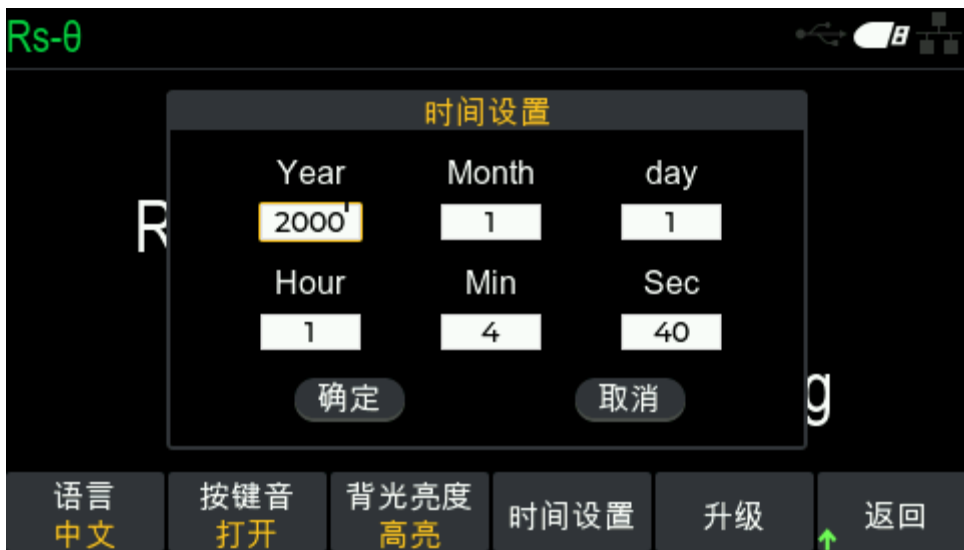 Rs-θ
时间设置
Year Month day
R 2000 1 1
Hour Min Sec
1 4 40
确定 取消
g
语言 按键音 背光亮度 时间设置 升级 返回
中文 打开 高亮